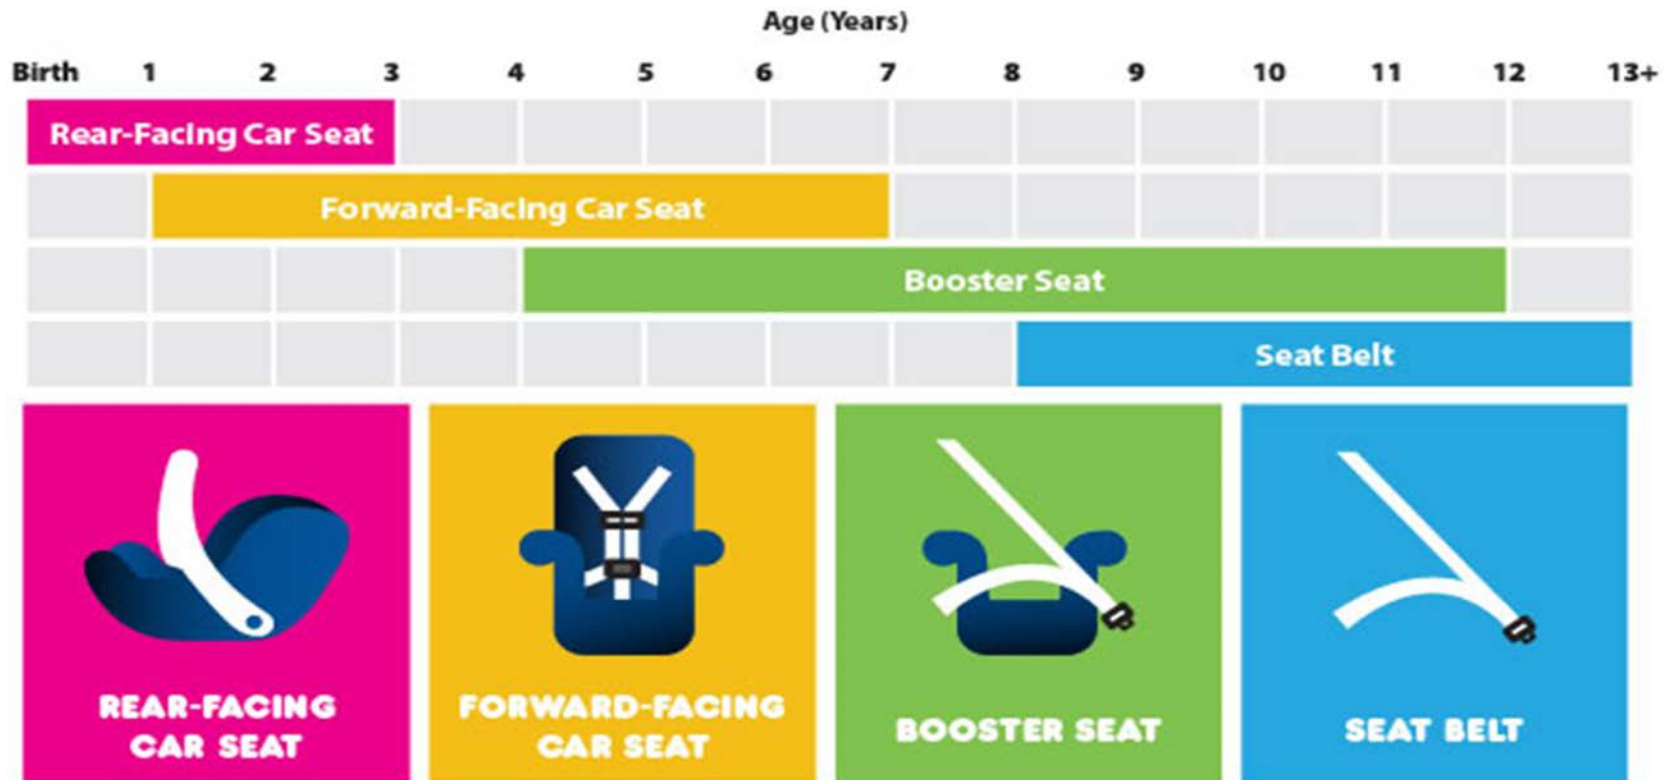 Age (Years)
Birth 1 2 3 4 5 6 7 8 9 10 11 12 13+
Rear-Facing Car Seat
Forward-Facing Car Seat
Booster Seat
Seat Belt
REAR-FACING
CAR SEAT
FORWARD-FACING
CAR SEAT
BOOSTER SEAT
SEAT BELT